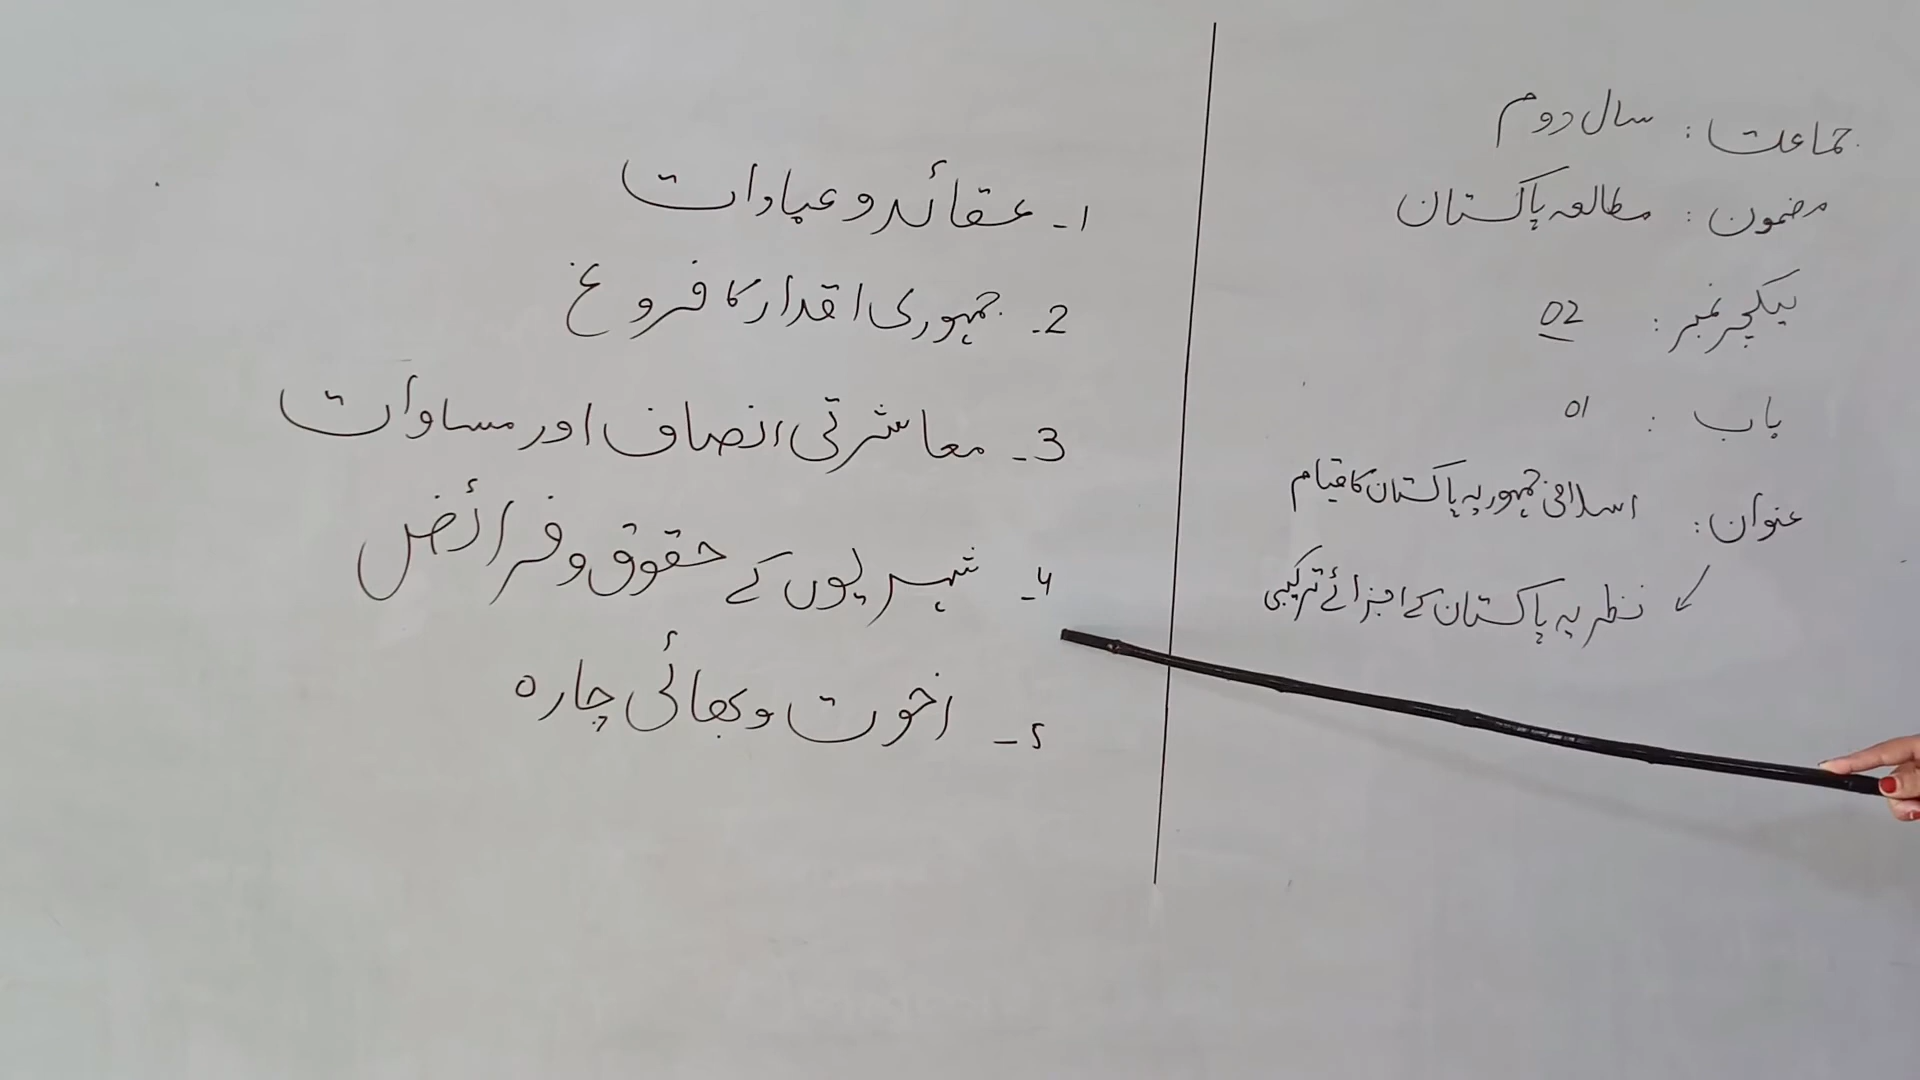 جماعت : سال دوم
مضمون : مطالعہ پاکستان
لیکچر نمبر : 02
باب : 01
عنوان : اسلامی جمہوریہ پاکستان کا قیام
نظریہ پاکستان کے اجزائے ترکیبی
1۔ عقائد و عبادات
2۔ جمہوری اقدار کا فروغ
3۔ معاشرتی انصاف اور مساوات
4۔ شہریوں کے حقوق و فرائض
5۔ اخوت و بھائی چارہ